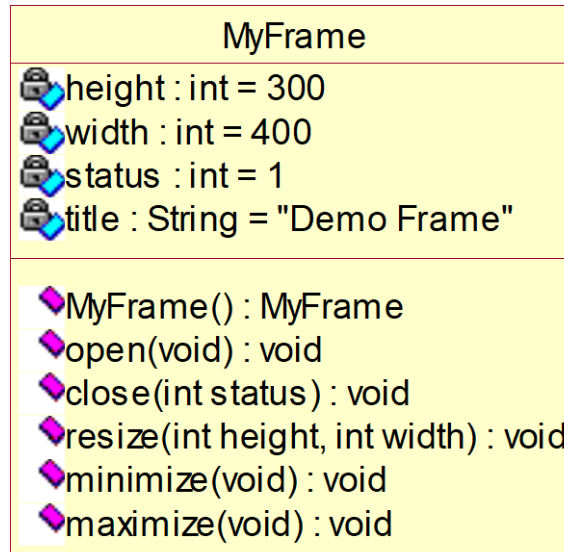 MyFrame
height : int = 300
width : int = 400
status : int = 1
title : String = "Demo Frame"
MyFrame() : MyFrame
open(void) : void
close(int status) : void
resize(int height, int width) : void
minimize(void) : void
maximize(void) : void